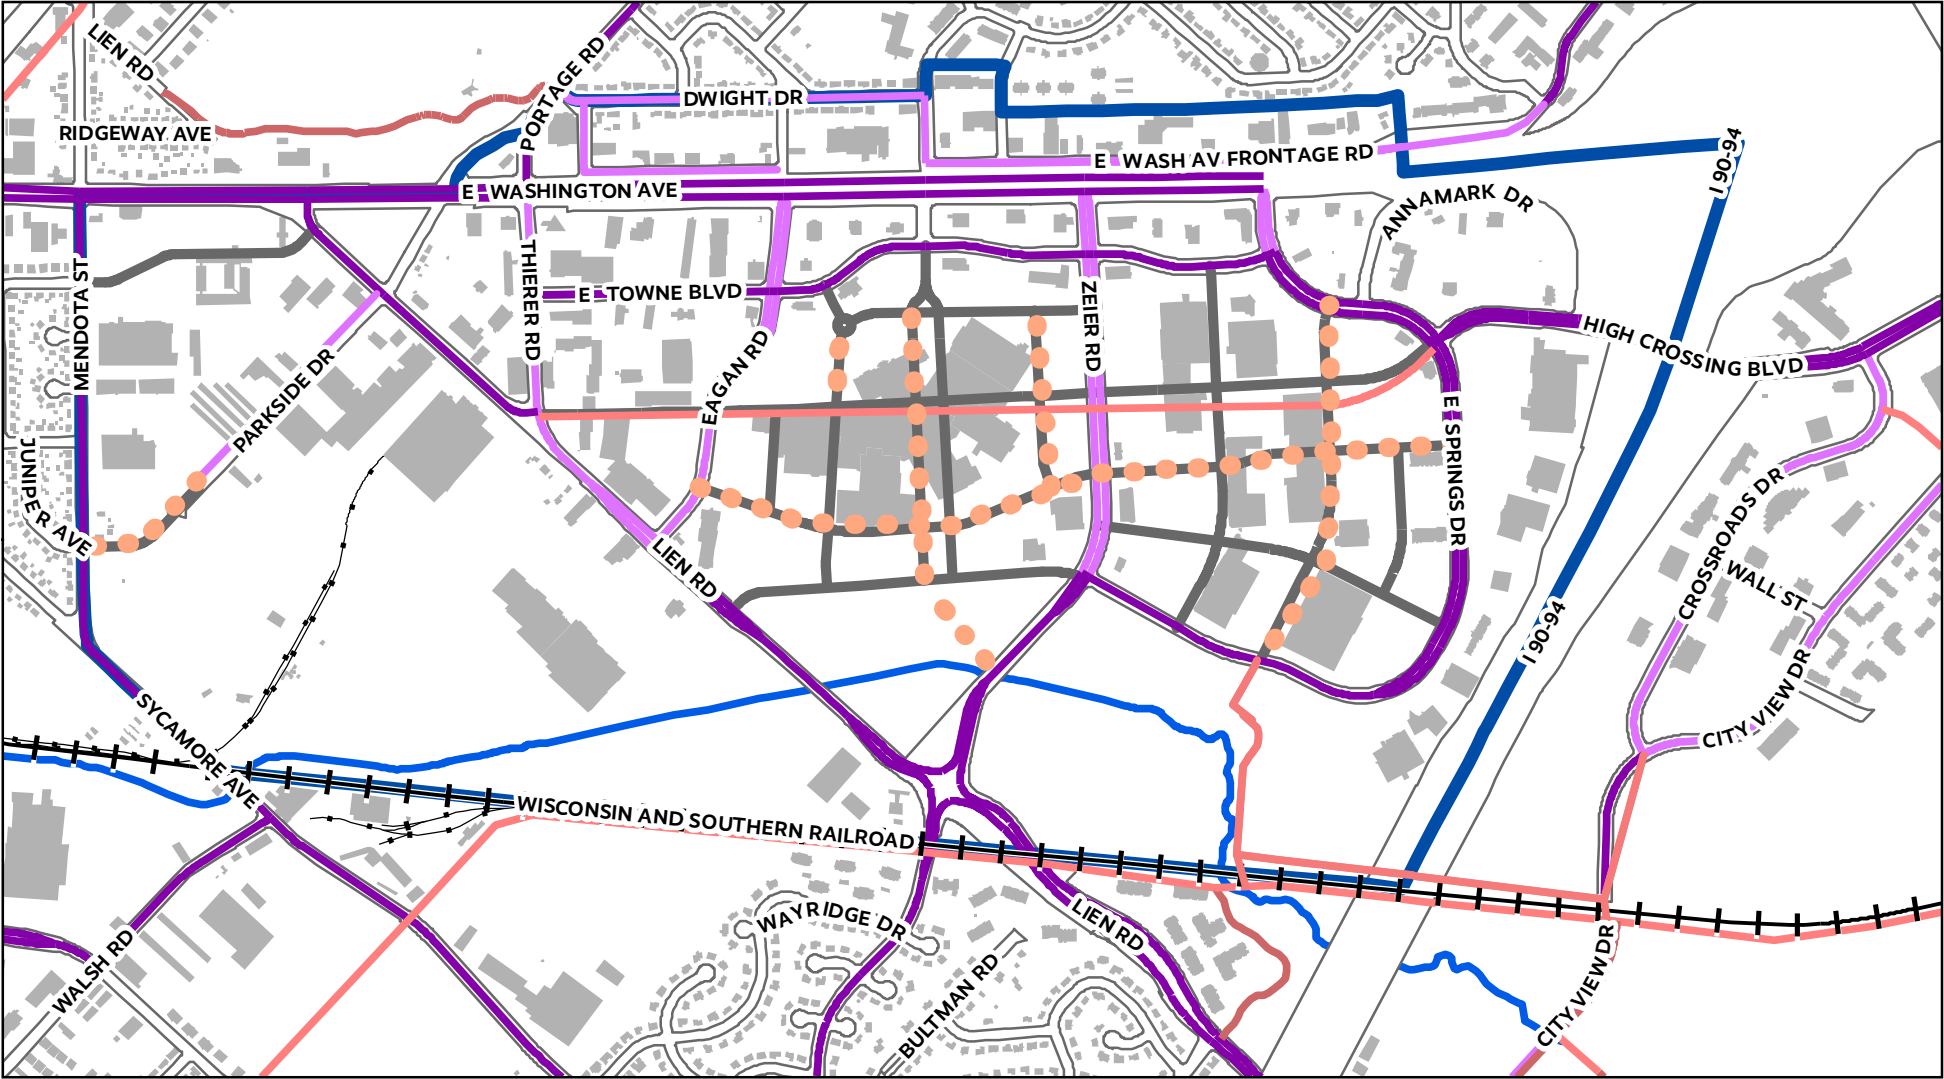 LIEN RD
PORTAGE RD
DWIGHT DR
RIDGEWAY AVE
E WASH AV FRONTAGE RD
I 90-94
E WASHINGTON AVE
ANNAMARK DR
MENDOTA ST
THIERER RD
E TOWNE BLVD
ZEIER RD
HIGH CROSSING BLVD
EAGAN RD
PARKSIDE DR
E SPRINGS DR
JUNIPER AVE
CROSSROADS DR
LIEN RD
WALL ST
I 90-94
CITY VIEW DR
SYCAMORE AVE
WISCONSIN AND SOUTHERN RAILROAD
WAYRIDGE DR
LIEN RD
WALSH RD
BULTMAN RD
CITY VIEW DR